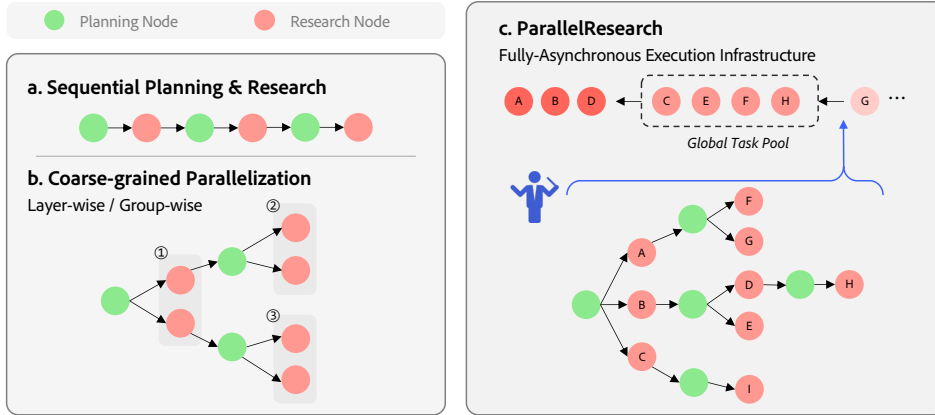 Planning Node
Research Node
a. Sequential Planning & Research
b. Coarse-grained Parallelization
Layer-wise / Group-wise
①
②
③
c. ParallelResearch
Fully-Asynchronous Execution Infrastructure
A B D C E F H G ...
Global Task Pool
F
A
G
B
D
H
E
C
I